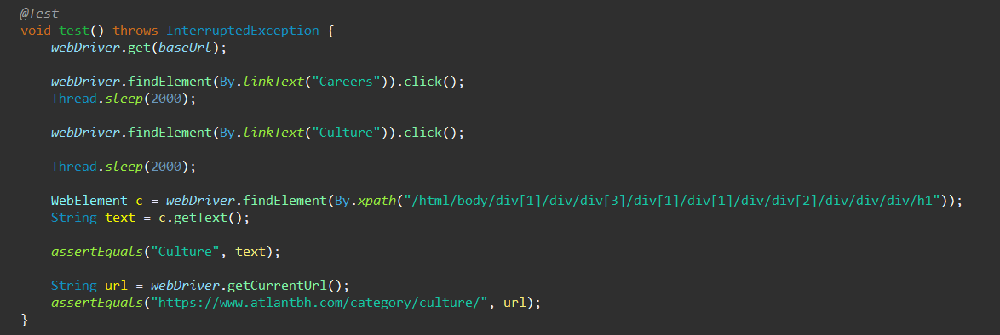 @Test
void test() throws InterruptedException {
webDriver.get(baseUrl);
webDriver.findElement(By.linkText("Careers")).click();
Thread.sleep(2000);
webDriver.findElement(By.linkText("Culture")).click();
Thread.sleep(2000);
WebElement c = webDriver.findElement(By.xpath("/html/body/div[1]/div/div[3]/div[1]/div[1]/div/div[2]/div/div/div/h1"));
String text = c.getText();
assertEquals("Culture", text);
String url = webDriver.getCurrentUrl();
assertEquals("https://www.atlantbh.com/category/culture/", url);
}